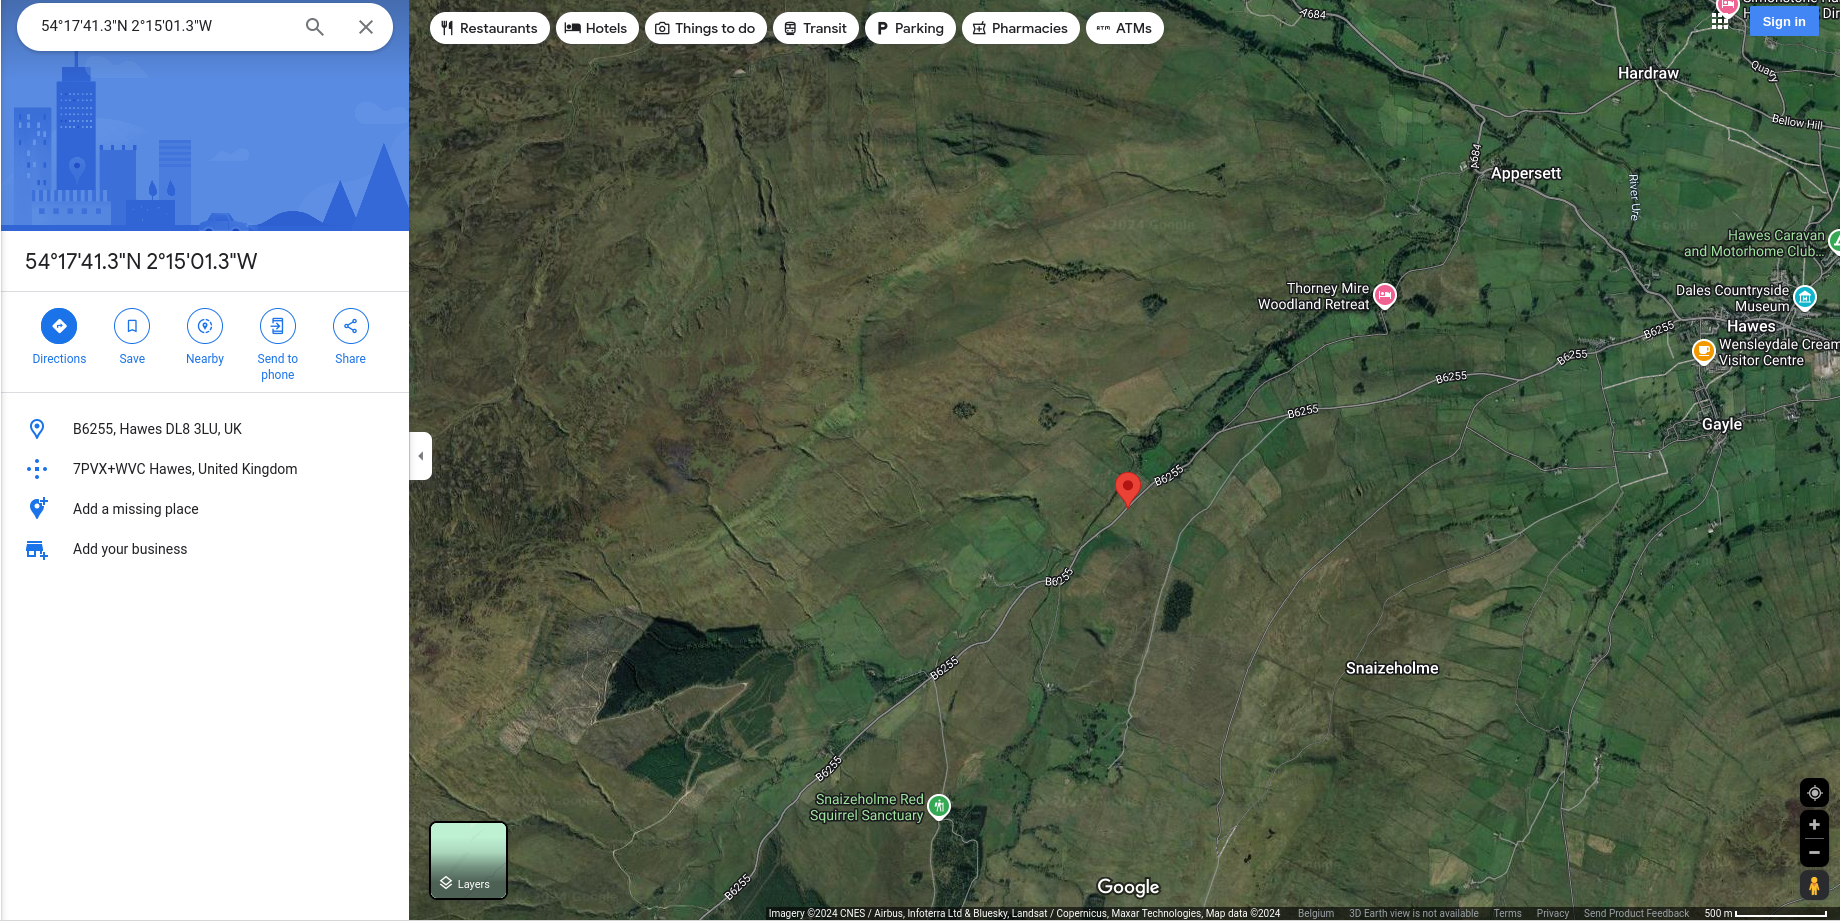 54°17'41.3"N 2°15'01.3"W
Restaurants
Hotels
Things to do
Transit
Parking
Pharmacies
ATMs
Sign in
54°17'41.3"N 2°15'01.3"W
Directions
Save
Nearby
Send to
phone
Share
B6255, Hawes DL8 3LU, UK
7PVX+WVC Hawes, United Kingdom
Add a missing place
Add your business
A684
Hardraw
Quarry
Bellow Hill
A684
Appersett
River Ure
Hawes Caravan
and Motorhome Club...
Thorney Mire
Woodland Retreat
Dales Countryside
Museum
Hawes
B6255
Wensleydale Cream
Visitor Centre
B6255
B6255
B6255
Gayle
B6255
B6255
B6255
Snaizeholme
B6255
Snaizeholme Red
Squirrel Sanctuary
B6255
Layers
Google
Imagery ©2024 CNES / Airbus, Infoterra Ltd & Bluesky, Landsat / Copernicus, Maxar Technologies, Map data ©2024
Belgium
3D Earth view is not available
Terms
Privacy
Send Product Feedback
500 m